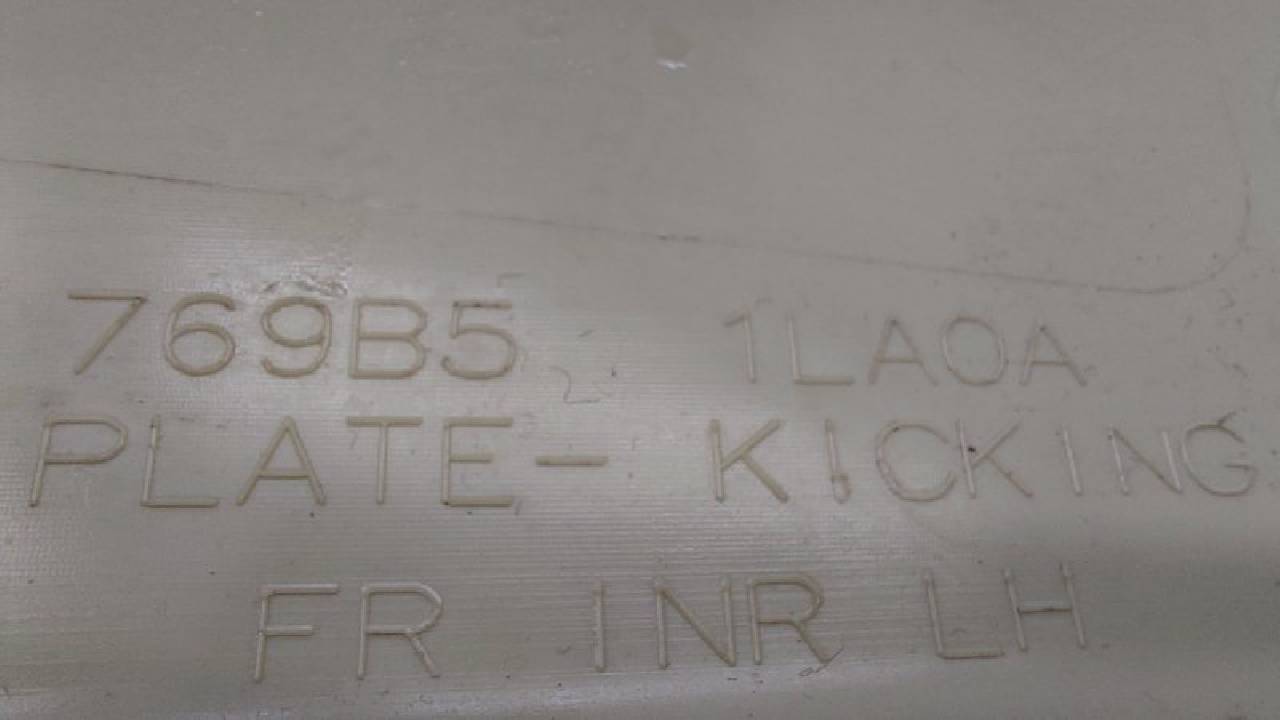 769B5 1LA0A
PLATE- KICKING
FR INR LH